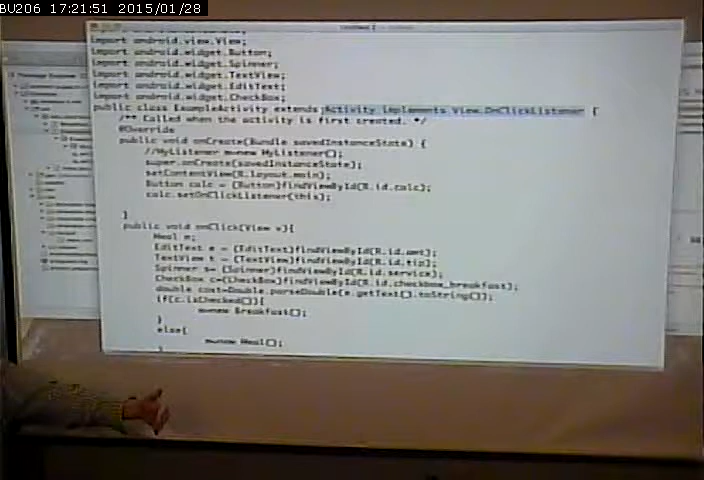 BU206 17:21:51 2015/01/28
import android.view.View;
import android.widget.Button;
import android.widget.Spinner;
import android.widget.TextView;
import android.widget.EditText;
import android.widget.CheckBox;
public class ExampleActivity extends Activity implements View.OnClickListener {
/** Called when the activity is first created. */
@Override
public void onCreate(Bundle savedInstanceState) {
//MyListener m=new MyListener();
super.onCreate(savedInstanceState);
setContentView(R.layout.main);
Button calc = (Button)findViewById(R.id.calc);
calc.setOnClickListener(this);
}
public void onClick(View v){
Meal m;
EditText e = (EditText)findViewById(R.id.amt);
TextView t = (TextView)findViewById(R.id.tip);
Spinner s= (Spinner)findViewById(R.id.service);
CheckBox c=(CheckBox)findViewById(R.id.checkbox_breakfast);
double cost=Double.parseDouble(e.getText().toString());
if(c.isChecked()){
m=new Breakfast();
}
else{
m=new Meal();
}